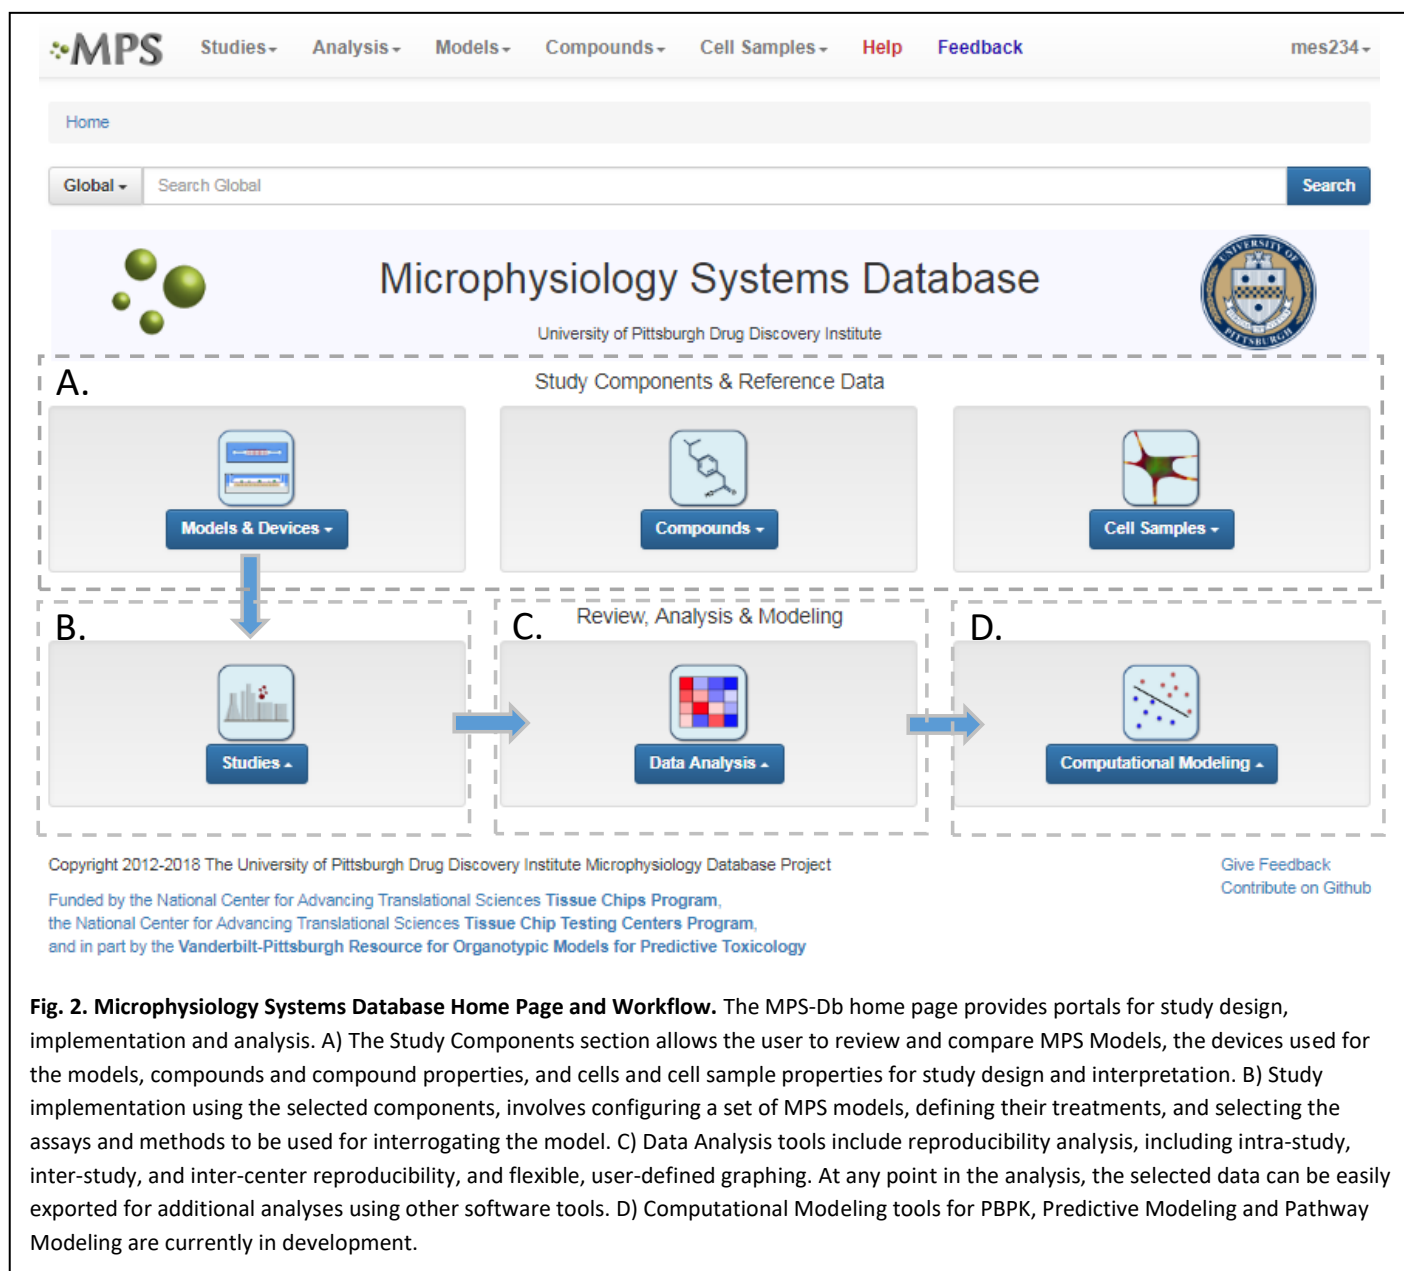 MPS Studies Analysis Models Compounds Cell Samples Help Feedback mes234
Home
Global Search Global Search
Microphysiology Systems Database
University of Pittsburgh Drug Discovery Institute
UNIVERSITY OF PITTSBURGH
A. Study Components & Reference Data
Models & Devices Compounds Cell Samples
B. C. Review, Analysis & Modeling D.
Studies Data Analysis Computational Modeling
Copyright 2012-2018 The University of Pittsburgh Drug Discovery Institute Microphysiology Database Project
Give Feedback
Contribute on Github
Funded by the National Center for Advancing Translational Sciences Tissue Chips Program,
the National Center for Advancing Translational Sciences Tissue Chip Testing Centers Program,
and in part by the Vanderbilt-Pittsburgh Resource for Organotypic Models for Predictive Toxicology
Fig. 2. Microphysiology Systems Database Home Page and Workflow. The MPS-Db home page provides portals for study design,
implementation and analysis. A) The Study Components section allows the user to review and compare MPS Models, the devices used for
the models, compounds and compound properties, and cells and cell sample properties for study design and interpretation. B) Study
implementation using the selected components, involves configuring a set of MPS models, defining their treatments, and selecting the
assays and methods to be used for interrogating the model. C) Data Analysis tools include reproducibility analysis, including intra-study,
inter-study, and inter-center reproducibility, and flexible, user-defined graphing. At any point in the analysis, the selected data can be easily
exported for additional analyses using other software tools. D) Computational Modeling tools for PBPK, Predictive Modeling and Pathway
Modeling are currently in development.